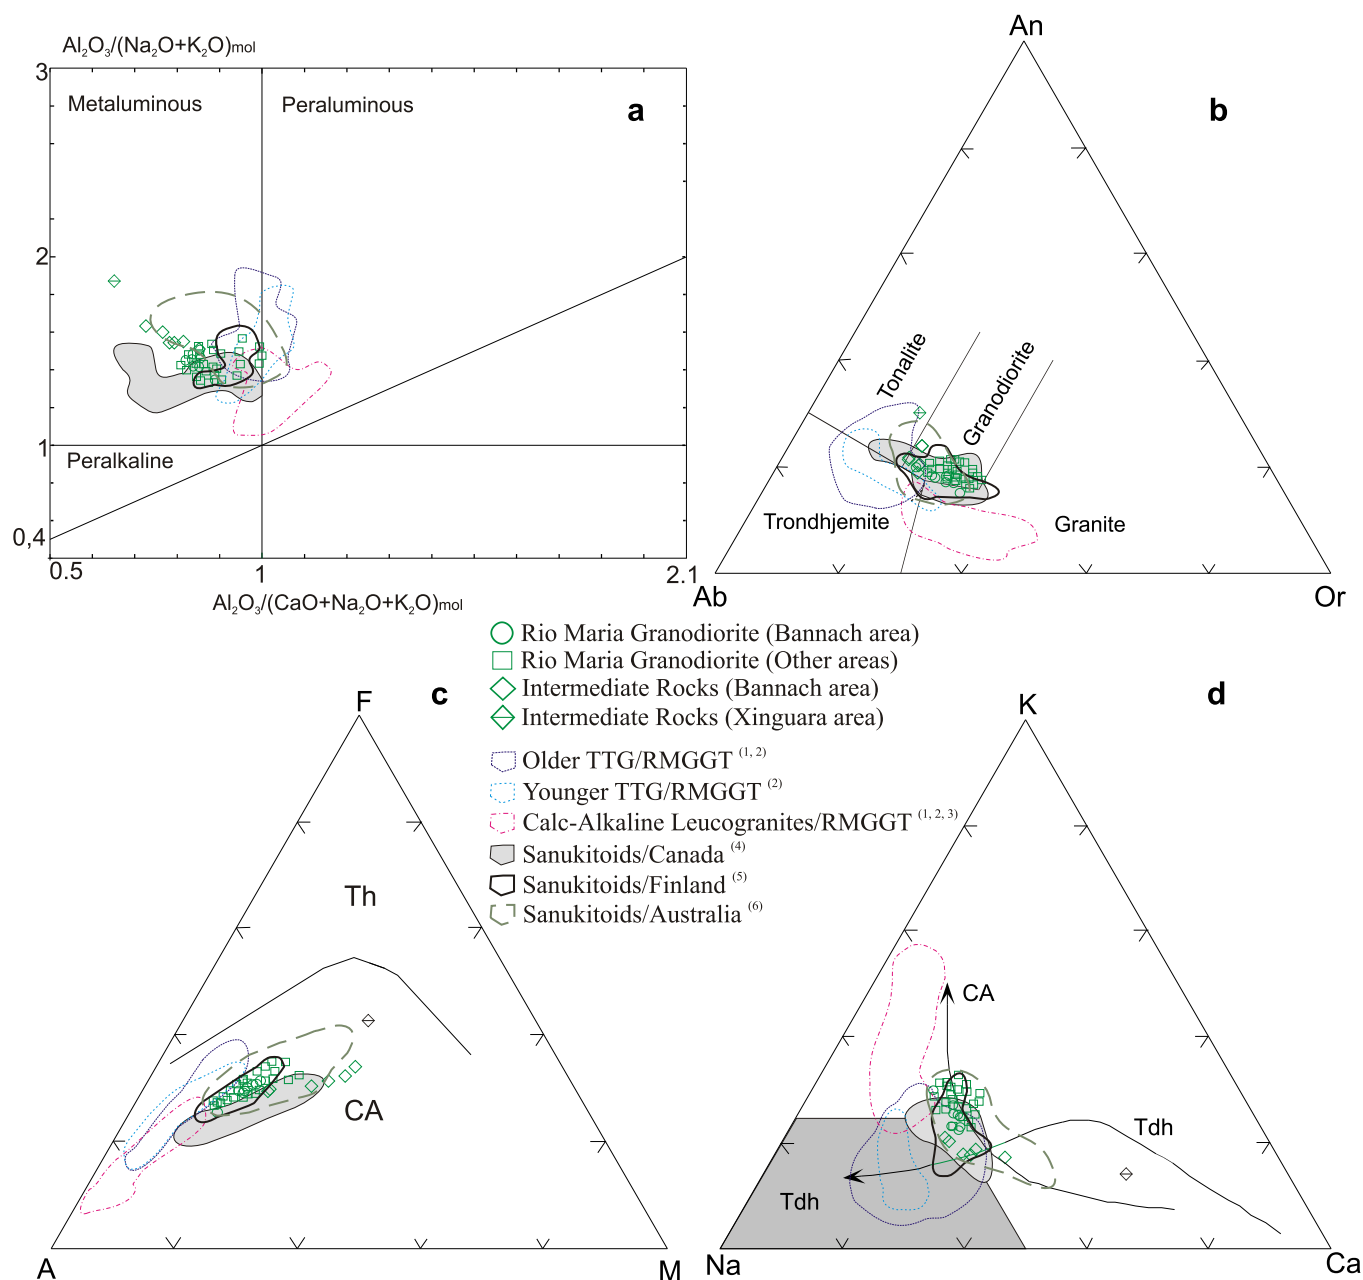 Al₂O₃/(Na₂O+K₂O)mol
3
Metaluminous
Peraluminous
a
2
1
Peralkaline
0,4
0.5
1
2.1
Al₂O₃/(CaO+Na₂O+K₂O)mol
An
b
Tonalite
Granodiorite
Trondhjemite
Granite
Ab
Or
Rio Maria Granodiorite (Bannach area)
Rio Maria Granodiorite (Other areas)
Intermediate Rocks (Bannach area)
Intermediate Rocks (Xinguara area)
Older TTG/RMGGT (1, 2)
Younger TTG/RMGGT (2)
Calc-Alkaline Leucogranites/RMGGT (1, 2, 3)
Sanukitoids/Canada (4)
Sanukitoids/Finland (5)
Sanukitoids/Australia (6)
F
c
Th
CA
A
M
K
d
CA
Tdh
Tdh
Na
Ca